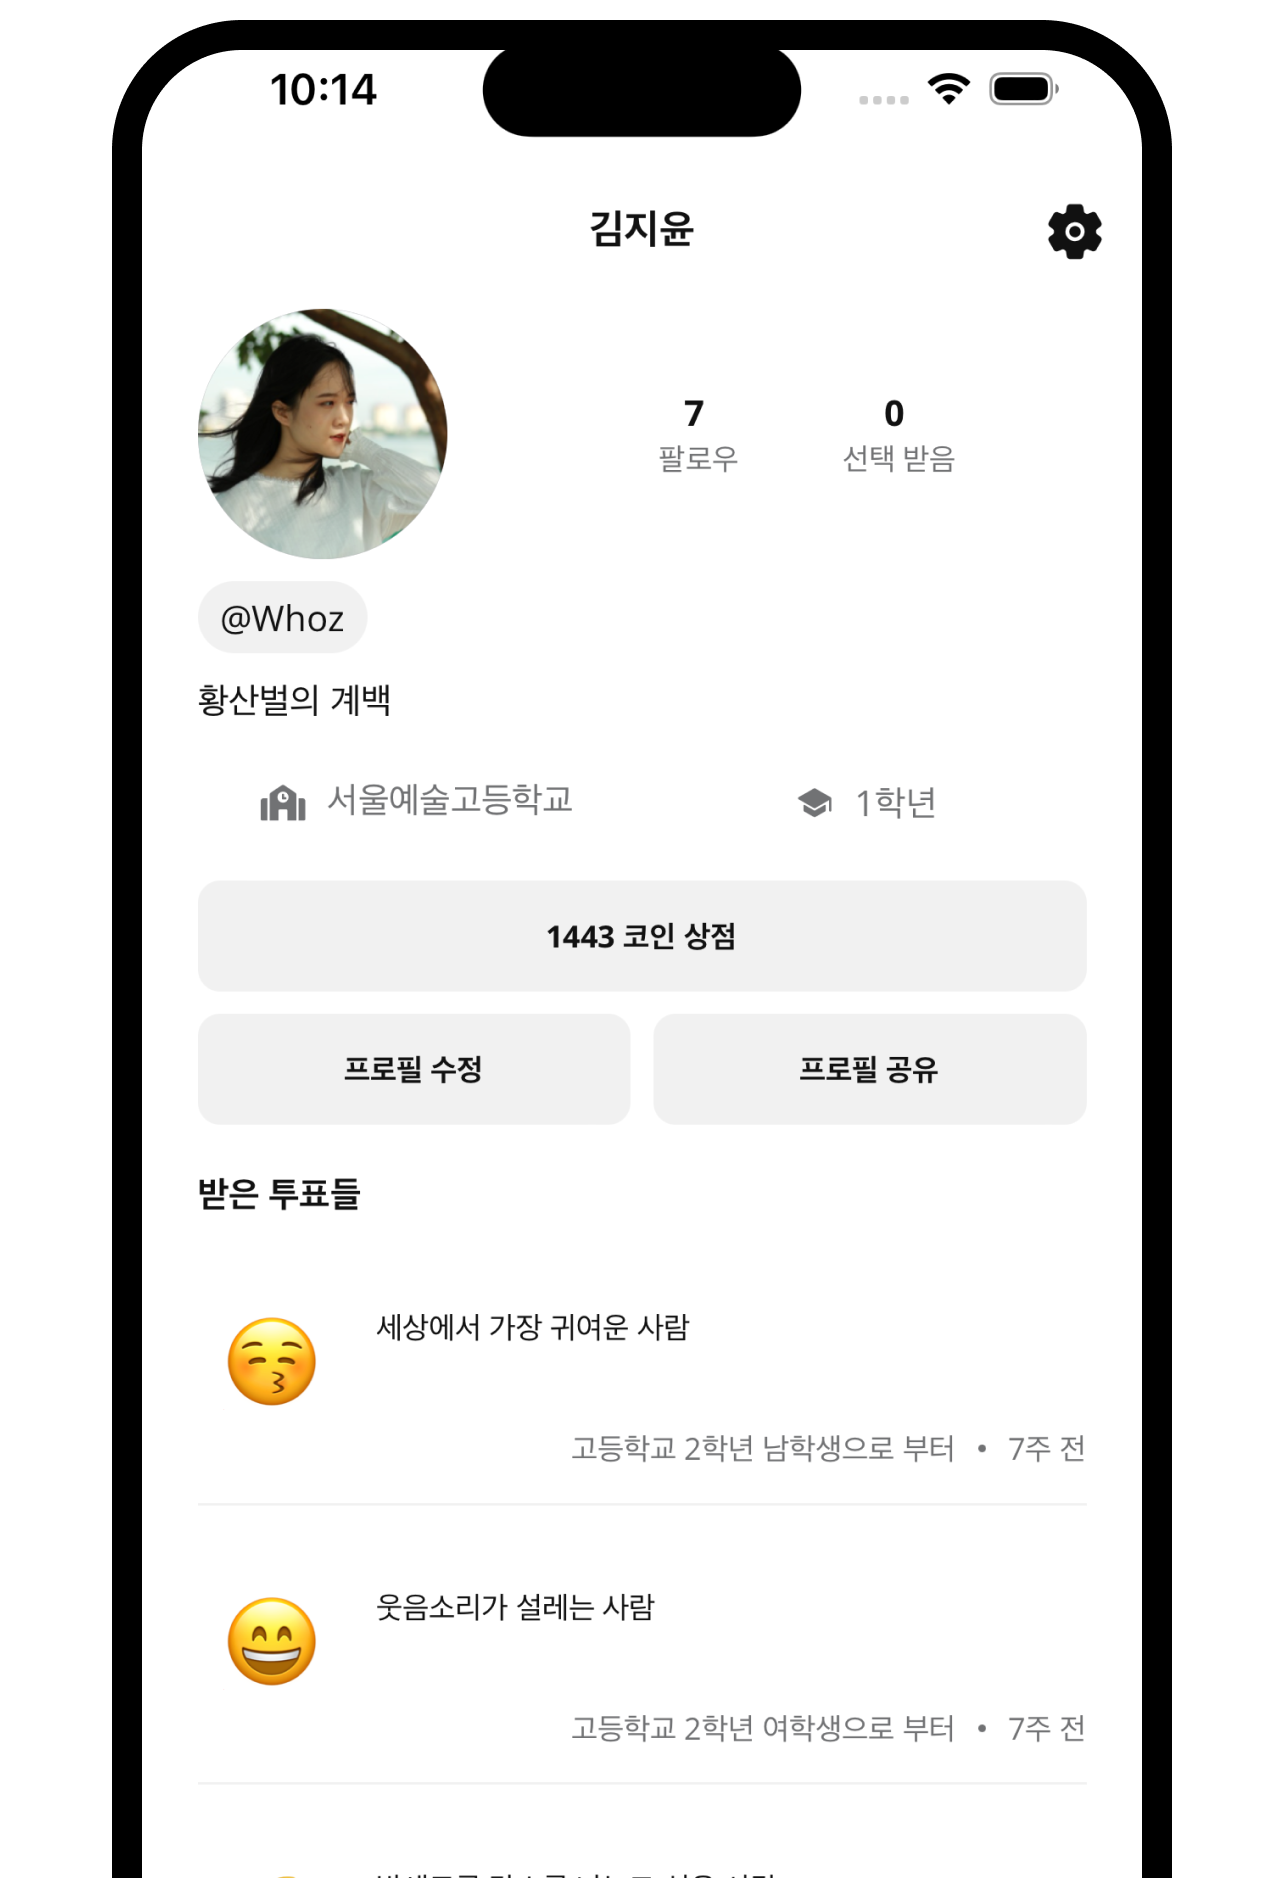 10:14
김지윤
7
0
팔로우
선택 받음
@Whoz
황산벌의 계백
서울예술고등학교
1학년
1443 코인 상점
프로필 수정
프로필 공유
받은 투표들
세상에서 가장 귀여운 사람
고등학교 2학년 남학생으로 부터 • 7주 전
웃음소리가 설레는 사람
고등학교 2학년 여학생으로 부터 • 7주 전